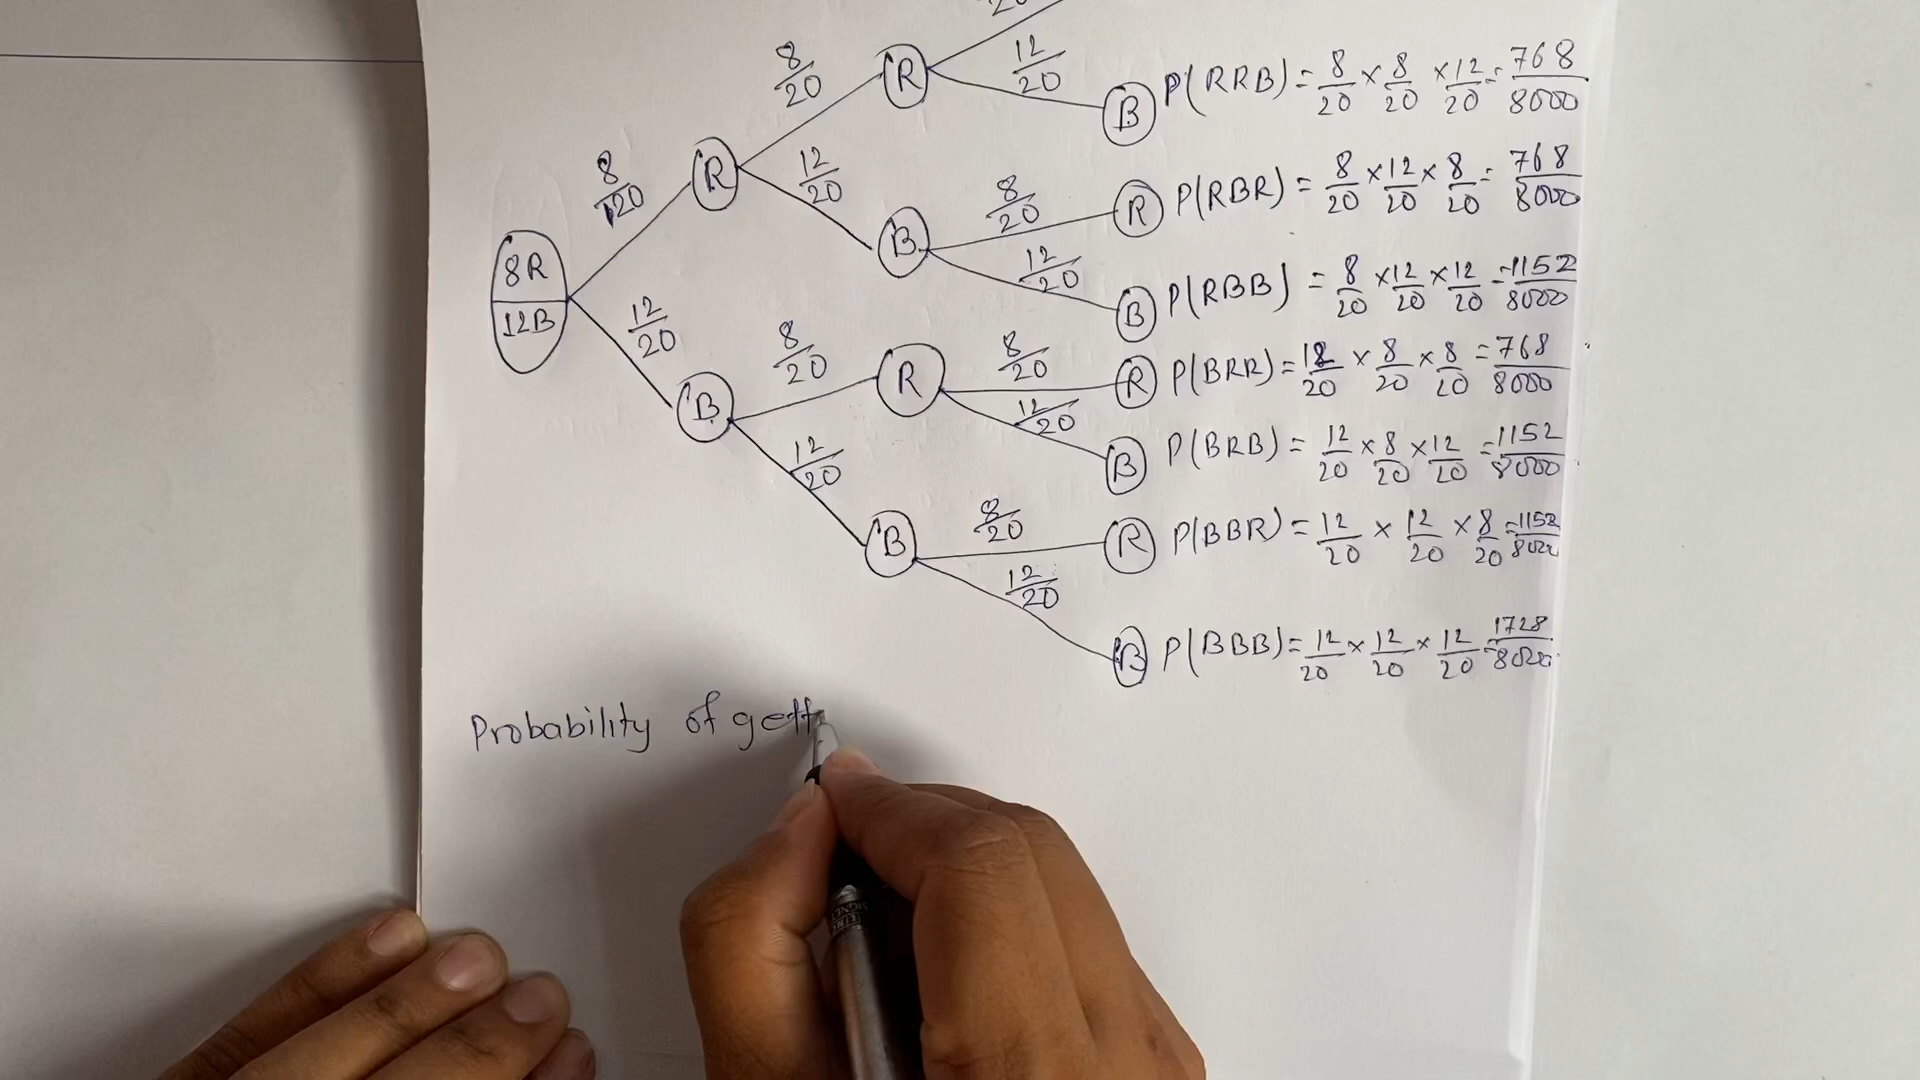 20
8/20 R 12/20 B P(RRB) = 8/20 × 8/20 × 12/20 = 768/8000
8/20 R 12/20 8/20 R P(RBR) = 8/20 × 12/20 × 8/20 = 768/8000
8R B 12/20
12B 12/20 B P(RBB) = 8/20 × 12/20 × 12/20 = 1152/8000
8/20 R 8/20 R P(BRR) = 12/20 × 8/20 × 8/20 = 768/8000
B 12/20
12/20 B P(BRB) = 12/20 × 8/20 × 12/20 = 1152/8000
B 8/20 R P(BBR) = 12/20 × 12/20 × 8/20 = 1152/8000
12/20
B P(BBB) = 12/20 × 12/20 × 12/20 = 1728/8000
Probability of gett